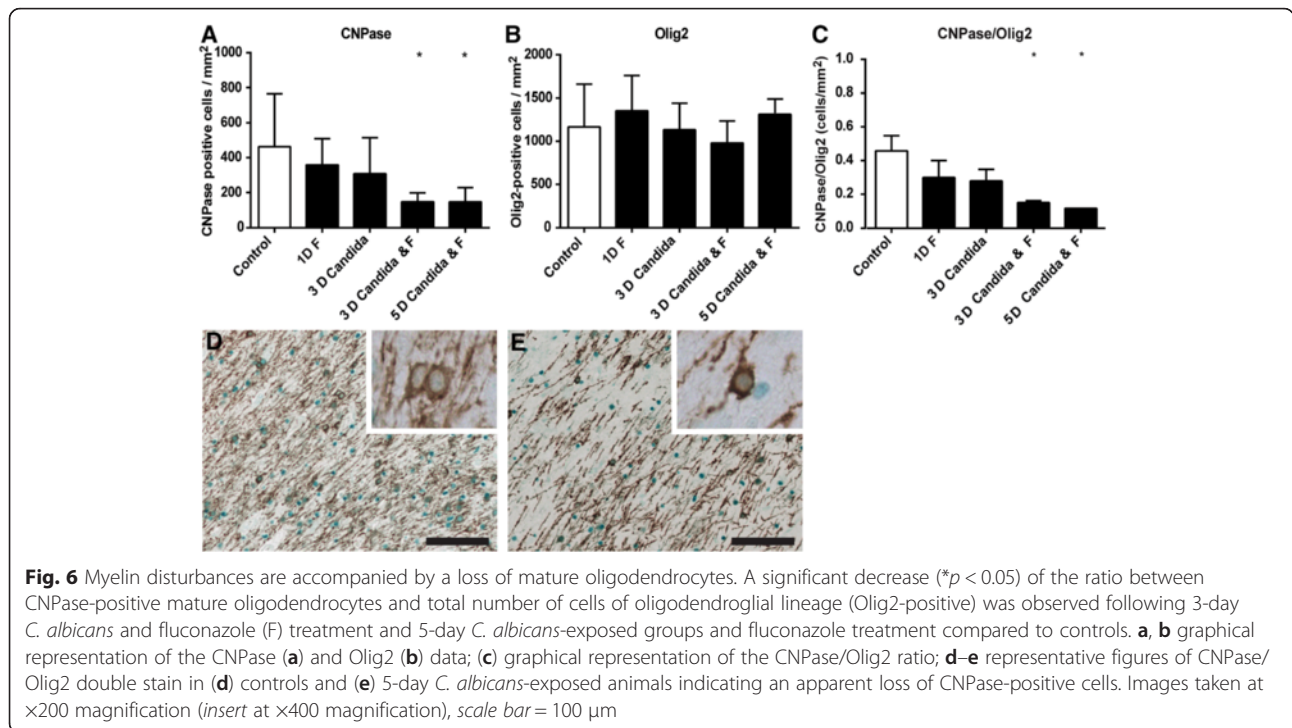 A
CNPase
CNPase positive cells / mm²
1000
800
600
400
200
0
*
*
Control
1D F
3 D Candida
3 D Candida & F
5 D Candida & F
B
Olig2
Olig2-positive cells / mm²
2000
1500
1000
500
0
Control
1D F
3 D Candida
3 D Candida & F
5 D Candida & F
C
CNPase/Olig2
CNPase/Olig2 (cells/mm²)
1.0
0.8
0.6
0.4
0.2
0.0
*
*
Control
1D F
3 D Candida
3 D Candida & F
5D Candida & F
D
E
Fig. 6 Myelin disturbances are accompanied by a loss of mature oligodendrocytes. A significant decrease (*p < 0.05) of the ratio between
CNPase-positive mature oligodendrocytes and total number of cells of oligodendroglial lineage (Olig2-positive) was observed following 3-day
C. albicans and fluconazole (F) treatment and 5-day C. albicans-exposed groups and fluconazole treatment compared to controls. a, b graphical
representation of the CNPase (a) and Olig2 (b) data; (c) graphical representation of the CNPase/Olig2 ratio; d–e representative figures of CNPase/
Olig2 double stain in (d) controls and (e) 5-day C. albicans-exposed animals indicating an apparent loss of CNPase-positive cells. Images taken at
×200 magnification (insert at ×400 magnification), scale bar = 100 μm